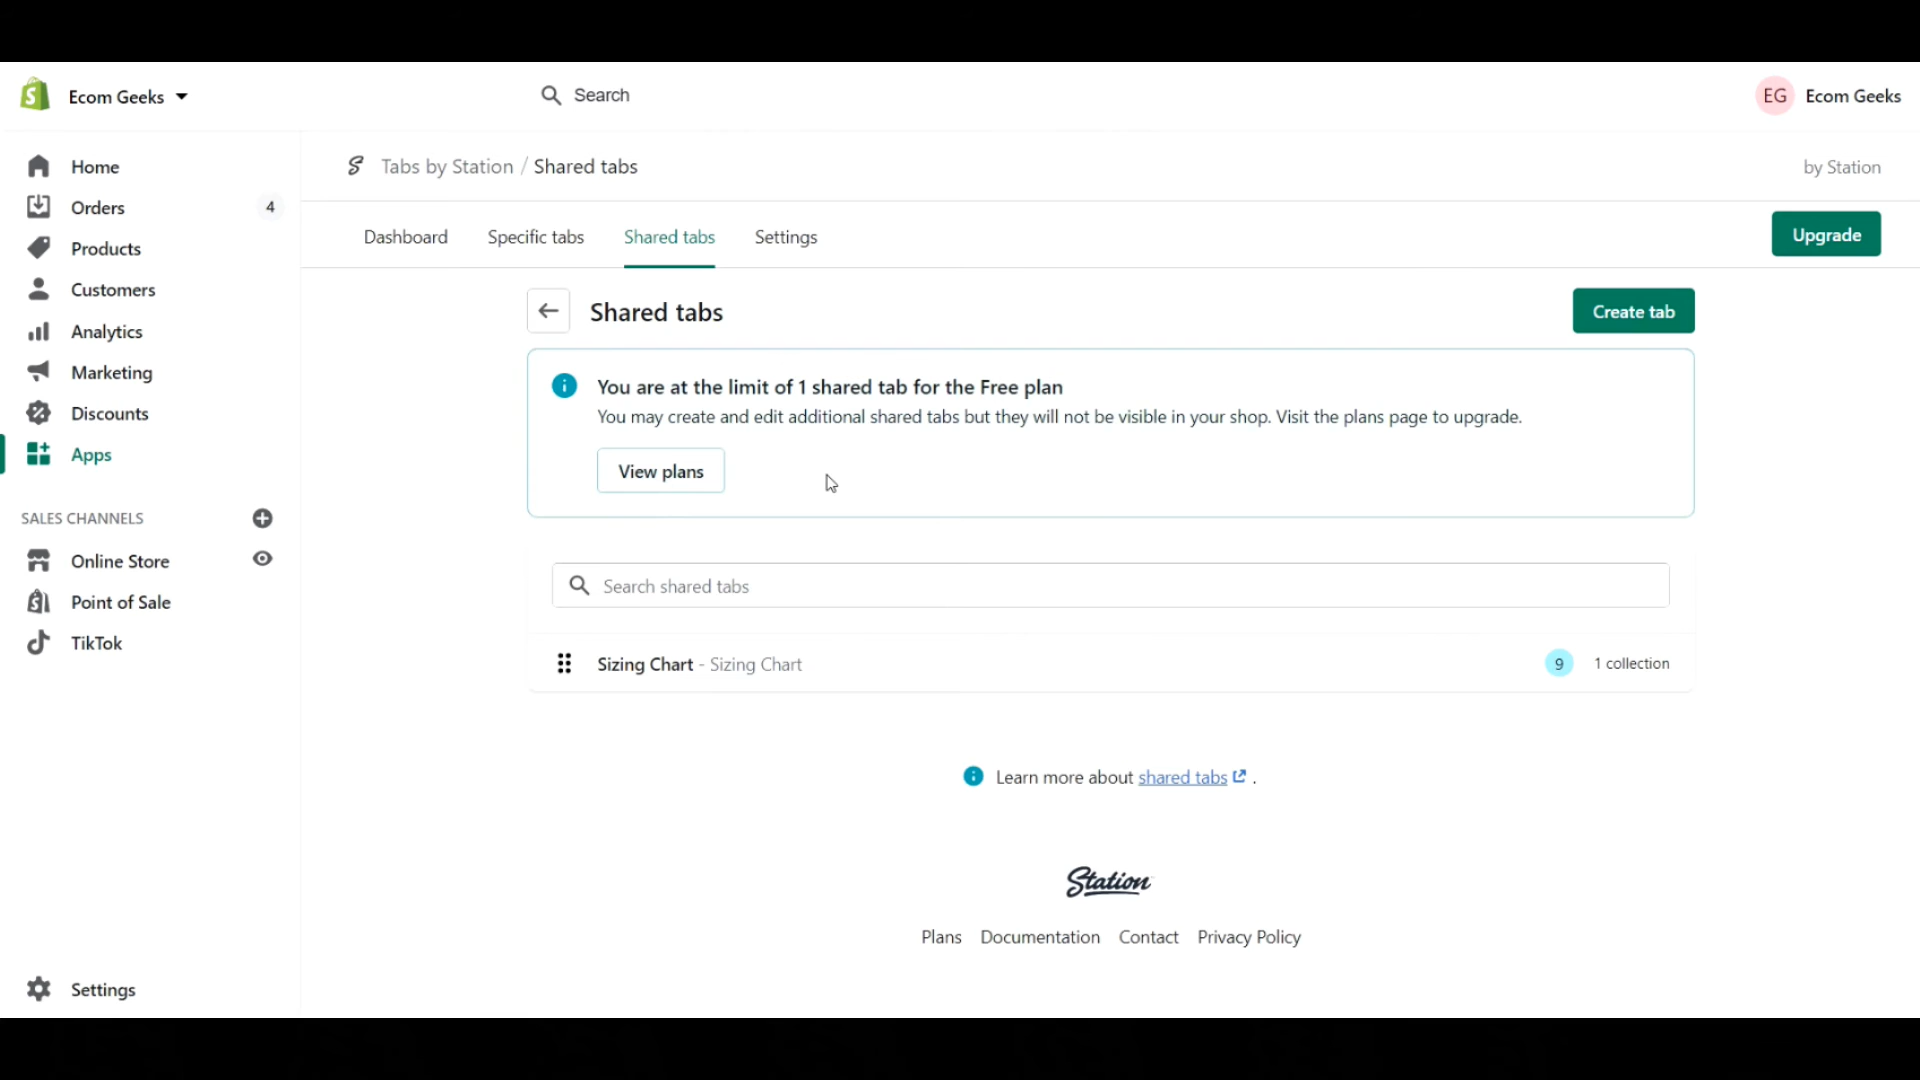 Ecom Geeks
Search
EG Ecom Geeks
Home
Orders 4
Products
Customers
Analytics
Marketing
Discounts
Apps
SALES CHANNELS
Online Store
Point of Sale
TikTok
Settings
Tabs by Station / Shared tabs
by Station
Dashboard Specific tabs Shared tabs Settings
Upgrade
Shared tabs
Create tab
You are at the limit of 1 shared tab for the Free plan
You may create and edit additional shared tabs but they will not be visible in your shop. Visit the plans page to upgrade.
View plans
Search shared tabs
Sizing Chart - Sizing Chart 9 1 collection
Learn more about shared tabs .
Station
Plans Documentation Contact Privacy Policy